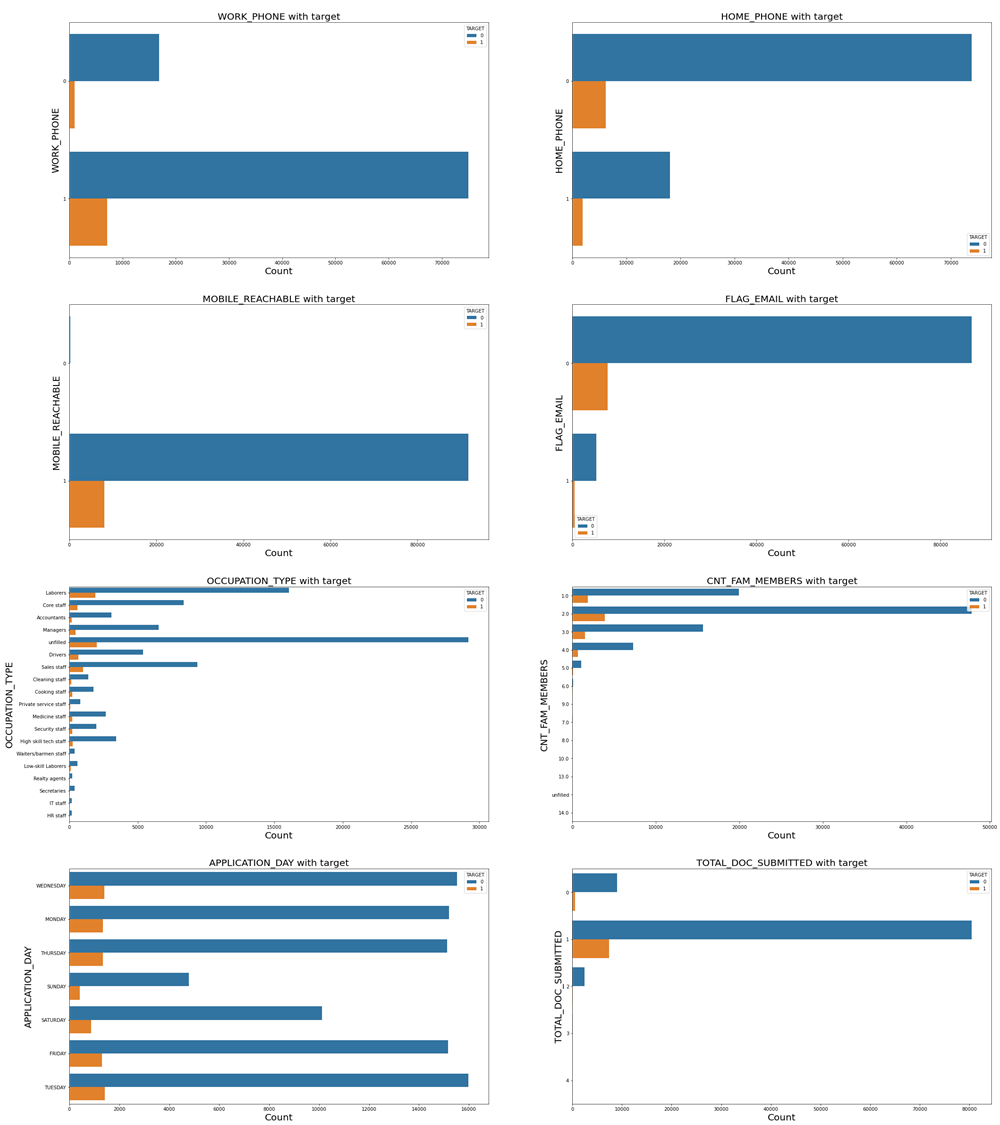 WORK_PHONE with target
TARGET
0
1
WORK_PHONE
0
1
0 10000 20000 30000 40000 50000 60000 70000
Count
HOME_PHONE with target
HOME_PHONE
0
1
TARGET
0
1
0 10000 20000 30000 40000 50000 60000 70000
Count
MOBILE_REACHABLE with target
TARGET
0
1
MOBILE_REACHABLE
0
1
0 20000 40000 60000 80000
Count
FLAG_EMAIL with target
FLAG_EMAIL
0
1
TARGET
0
1
0 20000 40000 60000 80000
Count
OCCUPATION_TYPE with target
TARGET
0
1
OCCUPATION_TYPE
Laborers
Core staff
Accountants
Managers
unfilled
Drivers
Sales staff
Cleaning staff
Cooking staff
Private service staff
Medicine staff
Security staff
High skill tech staff
Waiters/barmen staff
Low-skill Laborers
Realty agents
Secretaries
IT staff
HR staff
0 5000 10000 15000 20000 25000 30000
Count
CNT_FAM_MEMBERS with target
TARGET
0
1
CNT_FAM_MEMBERS
1.0
2.0
3.0
4.0
5.0
6.0
9.0
7.0
8.0
10.0
13.0
unfilled
14.0
0 10000 20000 30000 40000 50000
Count
APPLICATION_DAY with target
TARGET
0
1
APPLICATION_DAY
WEDNESDAY
MONDAY
THURSDAY
SUNDAY
SATURDAY
FRIDAY
TUESDAY
0 2000 4000 6000 8000 10000 12000 14000 16000
Count
TOTAL_DOC_SUBMITTED with target
TARGET
0
1
TOTAL_DOC_SUBMITTED
0
1
2
3
4
0 10000 20000 30000 40000 50000 60000 70000 80000
Count